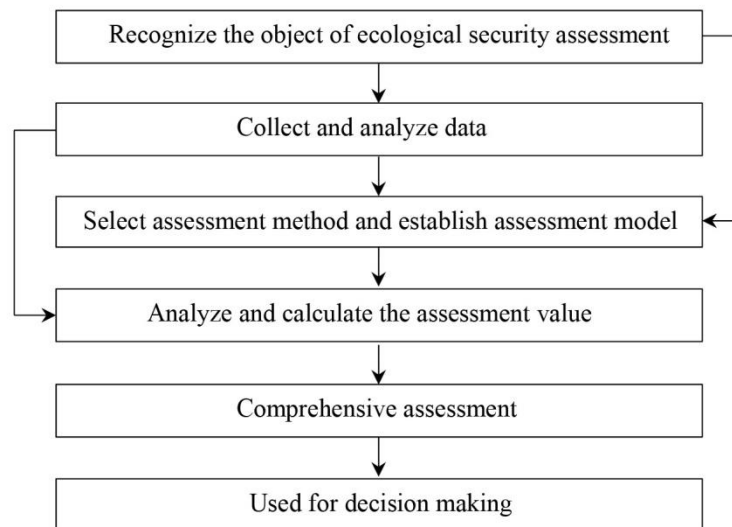 Recognize the object of ecological security assessment
Collect and analyze data
Select assessment method and establish assessment model
Analyze and calculate the assessment value
Comprehensive assessment
Used for decision making